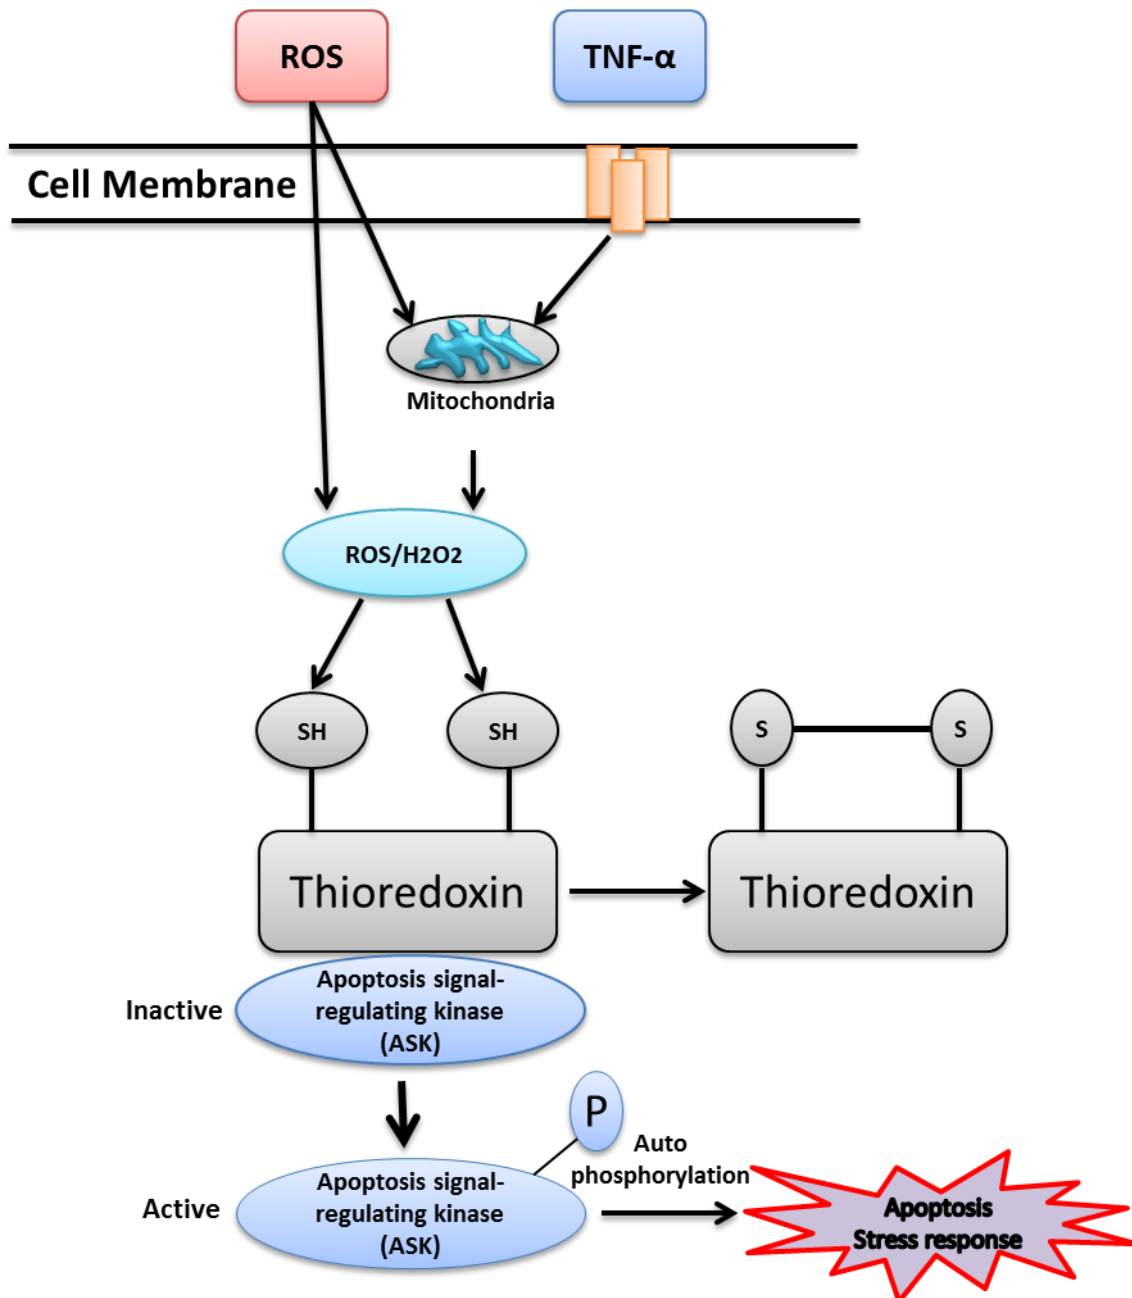 ROS
TNF-α
Cell Membrane
Mitochondria
ROS/H2O2
SH
SH
S
S
Thioredoxin
Thioredoxin
Inactive
Apoptosis signal-
regulating kinase
(ASK)
P
Auto
phosphorylation
Active
Apoptosis signal-
regulating kinase
(ASK)
Apoptosis
Stress response